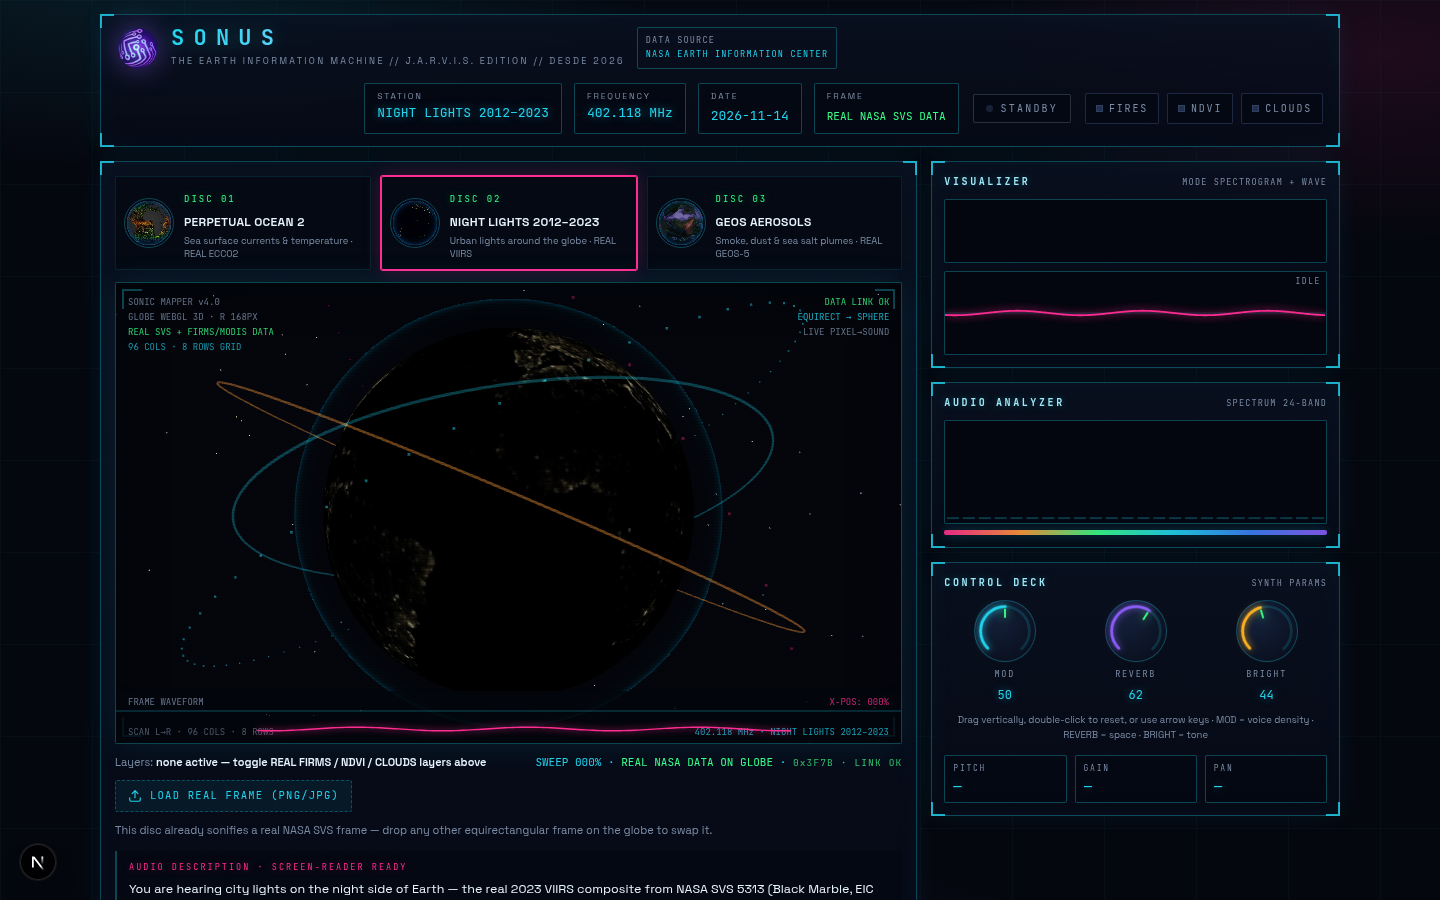 SONUS
THE EARTH INFORMATION MACHINE // J.A.R.V.I.S. EDITION // DESDE 2026
DATA SOURCE
NASA EARTH INFORMATION CENTER
STATION
NIGHT LIGHTS 2012–2023
FREQUENCY
402.118 MHz
DATE
2026-11-14
FRAME
REAL NASA SVS DATA
STANDBY
FIRES
NDVI
CLOUDS
DISC 01
PERPETUAL OCEAN 2
Sea surface currents & temperature ·
REAL ECCO2
DISC 02
NIGHT LIGHTS 2012–2023
Urban lights around the globe · REAL
VIIRS
DISC 03
GEOS AEROSOLS
Smoke, dust & sea salt plumes · REAL
GEOS-5
SONIC MAPPER v4.0
GLOBE WEBGL 3D · R 168PX
REAL SVS + FIRMS/MODIS DATA
96 COLS · 8 ROWS GRID
DATA LINK OK
EQUIRECT → SPHERE
LIVE PIXEL→SOUND
FRAME WAVEFORM
X-POS: 000%
SCAN L→R · 96 COLS · 8 ROWS
402.118 MHz · NIGHT LIGHTS 2012–2023
Layers: none active — toggle REAL FIRMS / NDVI / CLOUDS layers above
SWEEP 000% · REAL NASA DATA ON GLOBE · 0x3F7B · LINK OK
LOAD REAL FRAME (PNG/JPG)
This disc already sonifies a real NASA SVS frame — drop any other equirectangular frame on the globe to swap it.
AUDIO DESCRIPTION · SCREEN-READER READY
You are hearing city lights on the night side of Earth — the real 2023 VIIRS composite from NASA SVS 5313 (Black Marble, EIC
VISUALIZER
MODE SPECTROGRAM + WAVE
IDLE
AUDIO ANALYZER
SPECTRUM 24-BAND
CONTROL DECK
SYNTH PARAMS
MOD
50
REVERB
62
BRIGHT
44
Drag vertically, double-click to reset, or use arrow keys · MOD = voice density ·
REVERB = space · BRIGHT = tone
PITCH
—
GAIN
—
PAN
—
N